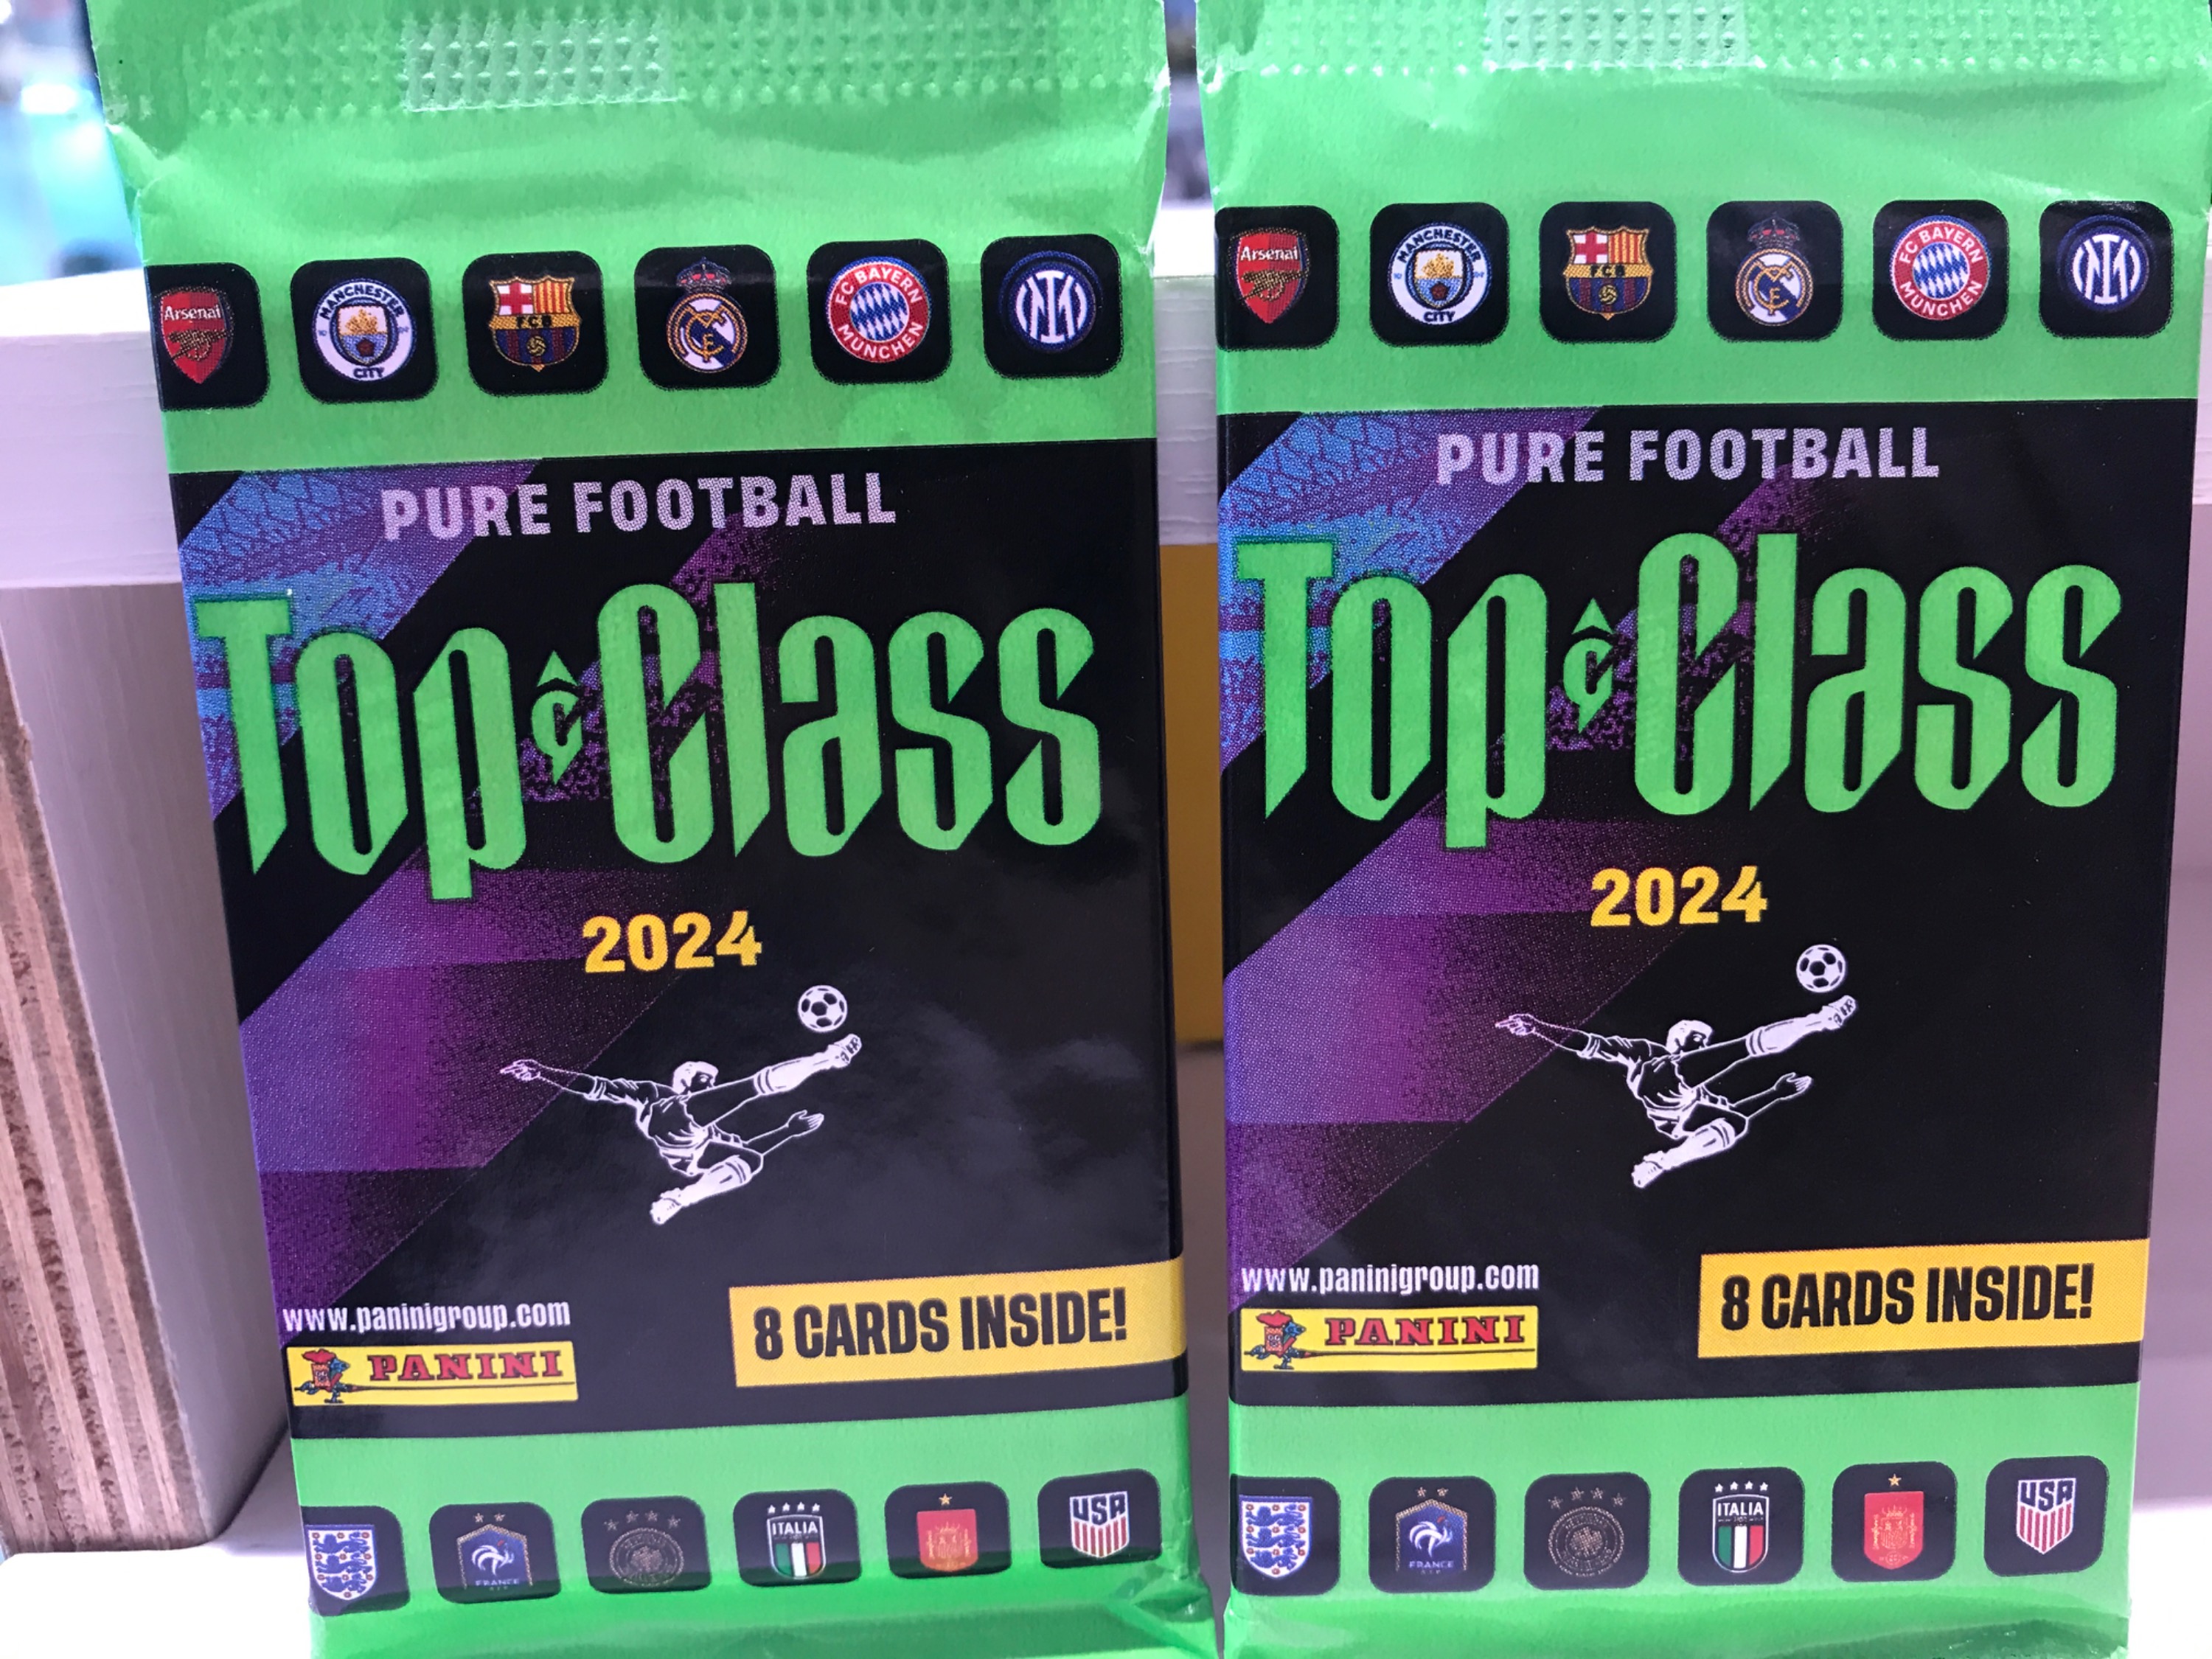 Arsenal
MANCHESTER
CITY
FCB
FC BAYERN
MÜNCHEN
PURE FOOTBALL
Top Class
2024
www.paninigroup.com
PANINI
8 CARDS INSIDE!
FRANCE
ITALIA
USA
Arsenal
MANCHESTER
CITY
FCB
FC BAYERN
MÜNCHEN
PURE FOOTBALL
Top Class
2024
www.paninigroup.com
PANINI
8 CARDS INSIDE!
FRANCE
ITALIA
USA